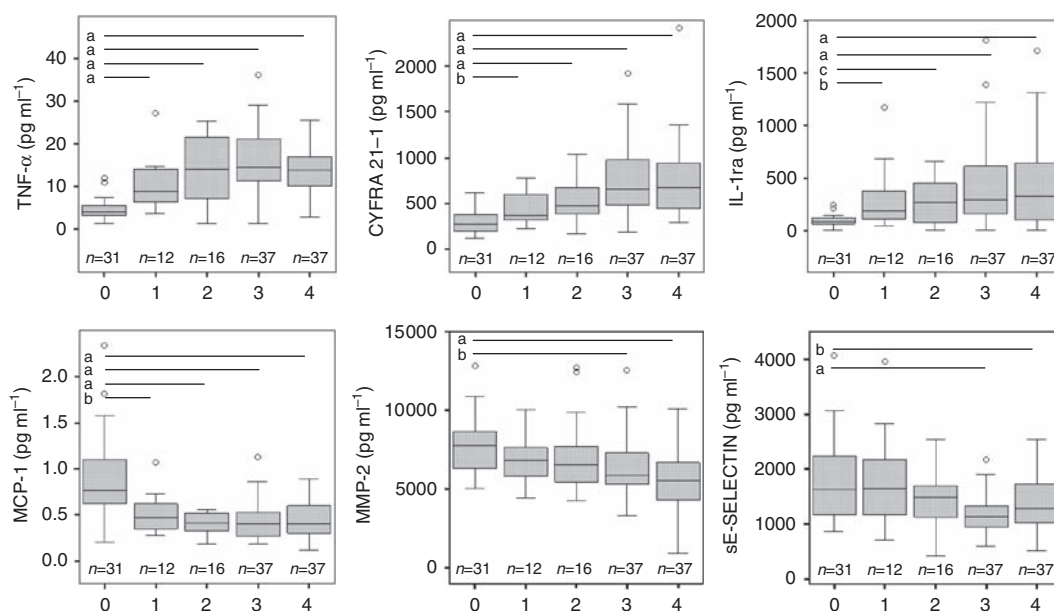 TNF-α (pg ml⁻¹)
40
30
20
10
0
a
a
a
a
n=31 n=12 n=16 n=37 n=37
0 1 2 3 4
CYFRA 21–1 (pg ml⁻¹)
2000
1500
1000
500
0
a
a
a
b
n=31 n=12 n=16 n=37 n=37
0 1 2 3 4
IL-1ra (pg ml⁻¹)
2000
1500
1000
500
0
a
a
c
b
n=31 n=12 n=16 n=37 n=37
0 1 2 3 4
MCP-1 (pg ml⁻¹)
2.0
1.5
1.0
0.5
0.0
a
a
a
b
n=31 n=12 n=16 n=37 n=37
0 1 2 3 4
MMP-2 (pg ml⁻¹)
15000
10000
5000
0
a
b
n=31 n=12 n=16 n=37 n=37
0 1 2 3 4
sE-SELECTIN (pg ml⁻¹)
4000
3000
2000
1000
0
b
a
n=31 n=12 n=16 n=37 n=37
0 1 2 3 4